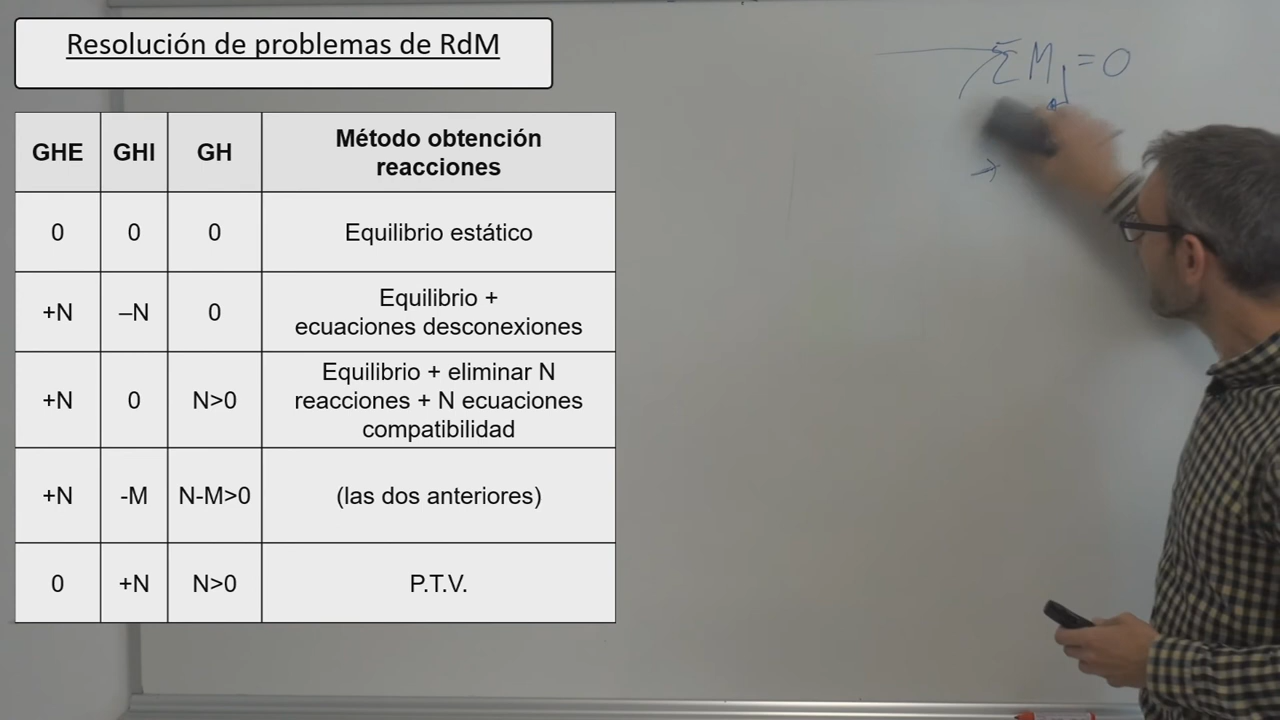 Resolución de problemas de RdM
GHE GHI GH Método obtención
reacciones
0 0 0 Equilibrio estático
+N –N 0 Equilibrio +
ecuaciones desconexiones
+N 0 N>0 Equilibrio + eliminar N
reacciones + N ecuaciones
compatibilidad
+N -M N-M>0 (las dos anteriores)
0 +N N>0 P.T.V.
Σ M = 0